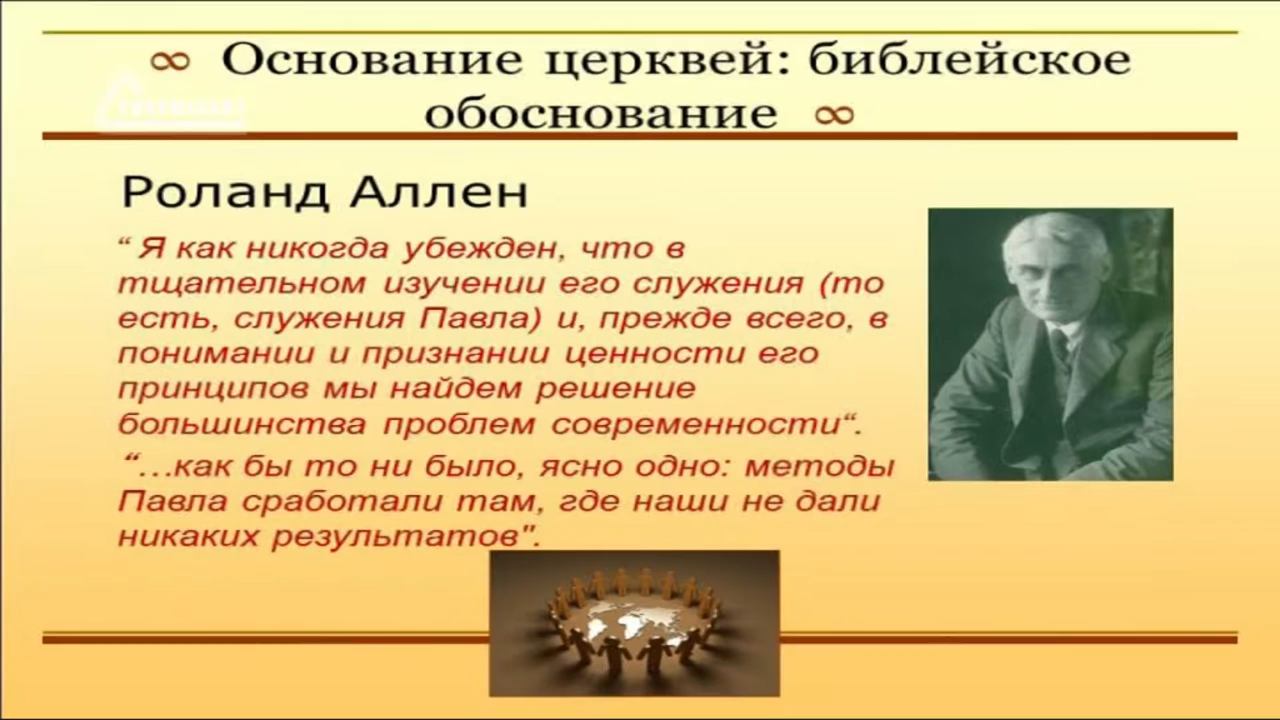 ∞ Основание церквей: библейское
обоснование ∞
Роланд Аллен
“ Я как никогда убежден, что в
тщательном изучении его служения (то
есть, служения Павла) и, прежде всего, в
понимании и признании ценности его
принципов мы найдем решение
большинства проблем современности“.
“…как бы то ни было, ясно одно: методы
Павла сработали там, где наши не дали
никаких результатов".